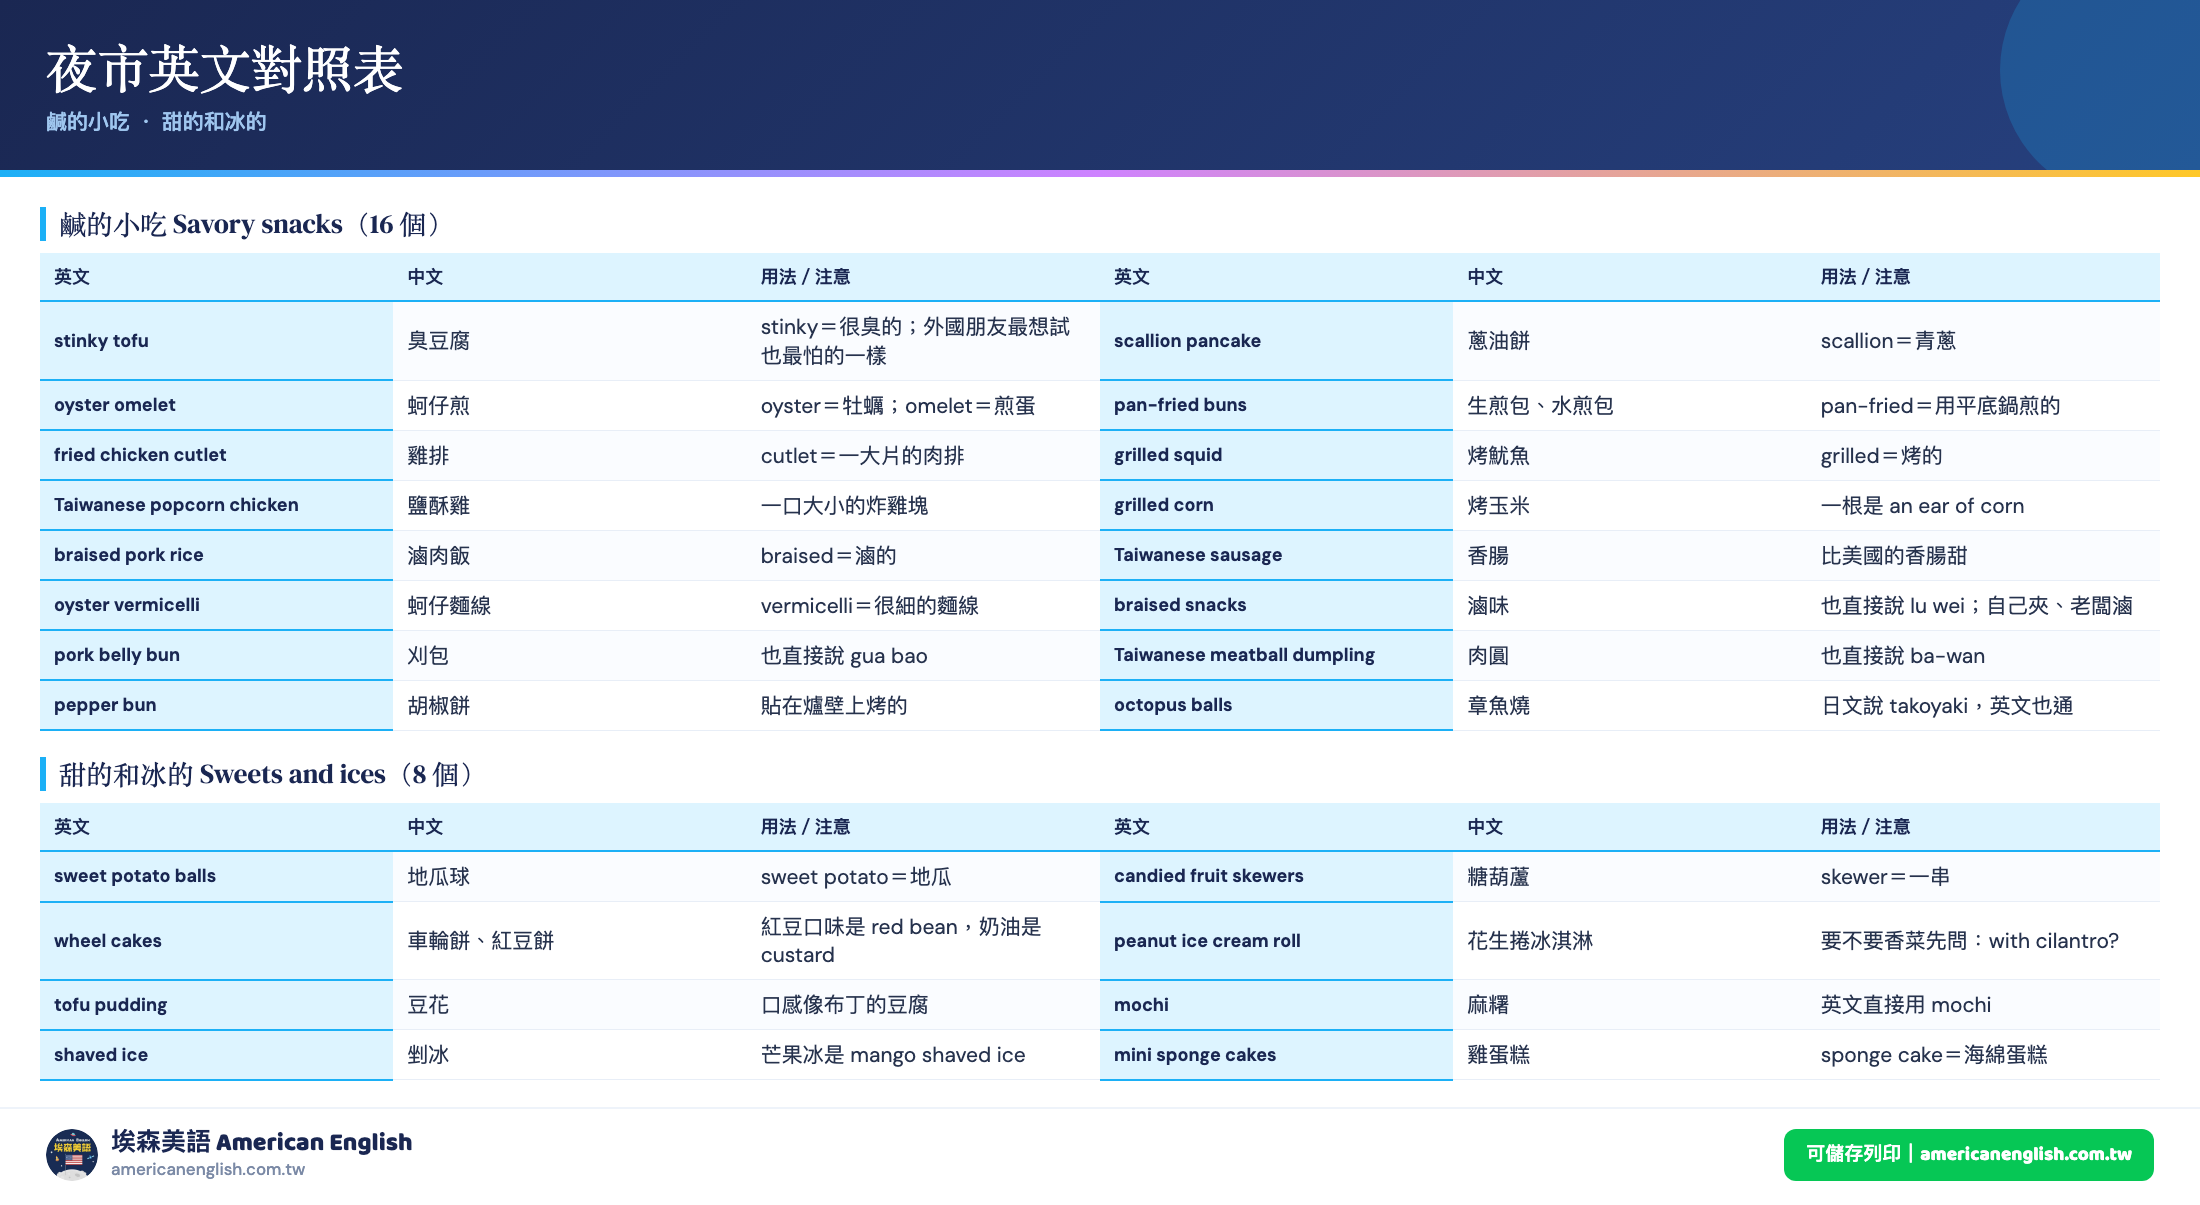 夜市英文對照表
鹹的小吃 · 甜的和冰的
鹹的小吃 Savory snacks（16 個）
英文 中文 用法 / 注意 英文 中文 用法 / 注意
stinky tofu 臭豆腐 stinky＝很臭的；外國朋友最想試也最怕的一樣 scallion pancake 蔥油餅 scallion＝青蔥
oyster omelet 蚵仔煎 oyster＝牡蠣；omelet＝煎蛋 pan-fried buns 生煎包、水煎包 pan-fried＝用平底鍋煎的
fried chicken cutlet 雞排 cutlet＝一大片的肉排 grilled squid 烤魷魚 grilled＝烤的
Taiwanese popcorn chicken 鹽酥雞 一口大小的炸雞塊 grilled corn 烤玉米 一根是 an ear of corn
braised pork rice 滷肉飯 braised＝滷的 Taiwanese sausage 香腸 比美國的香腸甜
oyster vermicelli 蚵仔麵線 vermicelli＝很細的麵線 braised snacks 滷味 也直接說 lu wei；自己夾、老闆滷
pork belly bun 刈包 也直接說 gua bao Taiwanese meatball dumpling 肉圓 也直接說 ba-wan
pepper bun 胡椒餅 貼在爐壁上烤的 octopus balls 章魚燒 日文說 takoyaki，英文也通
甜的和冰的 Sweets and ices（8 個）
英文 中文 用法 / 注意 英文 中文 用法 / 注意
sweet potato balls 地瓜球 sweet potato＝地瓜 candied fruit skewers 糖葫蘆 skewer＝一串
wheel cakes 車輪餅、紅豆餅 紅豆口味是 red bean，奶油是 custard peanut ice cream roll 花生捲冰淇淋 要不要香菜先問：with cilantro?
tofu pudding 豆花 口感像布丁的豆腐 mochi 麻糬 英文直接用 mochi
shaved ice 剉冰 芒果冰是 mango shaved ice mini sponge cakes 雞蛋糕 sponge cake＝海綿蛋糕
埃森美語
埃森美語 American English
americanenglish.com.tw
可儲存列印｜americanenglish.com.tw